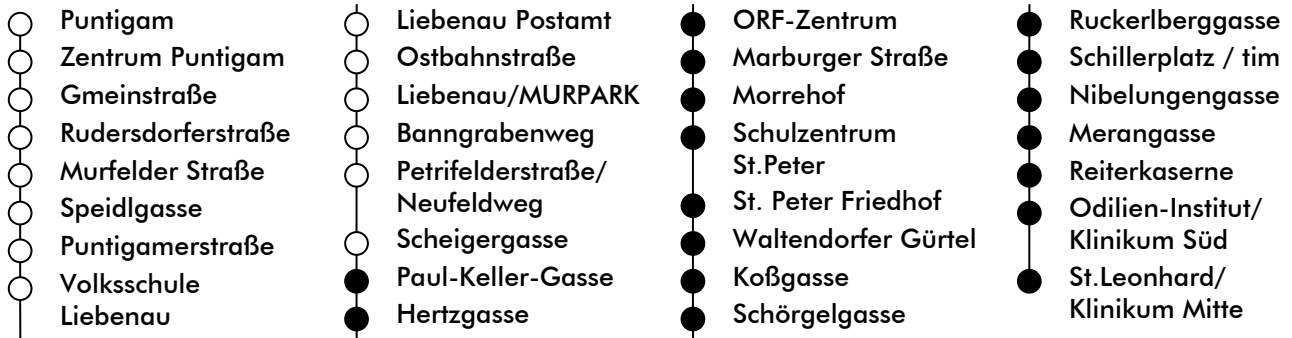 Puntigam
Zentrum Puntigam
Gmeinstraße
Rudersdorferstraße
Murfelder Straße
Speidlgasse
Puntigamerstraße
Volksschule
Liebenau
Liebenau Postamt
Ostbahnstraße
Liebenau/MURPARK
Banngrabenweg
Petrifelderstraße/
Neufeldweg
Scheigergasse
Paul-Keller-Gasse
Hertzgasse
ORF-Zentrum
Marburger Straße
Morrehof
Schulzentrum
St.Peter
St. Peter Friedhof
Waltendorfer Gürtel
Koßgasse
Schörgelgasse
Ruckerlberggasse
Schillerplatz / tim
Nibelungengasse
Merangasse
Reiterkaserne
Odilien-Institut/
Klinikum Süd
St.Leonhard/
Klinikum Mitte